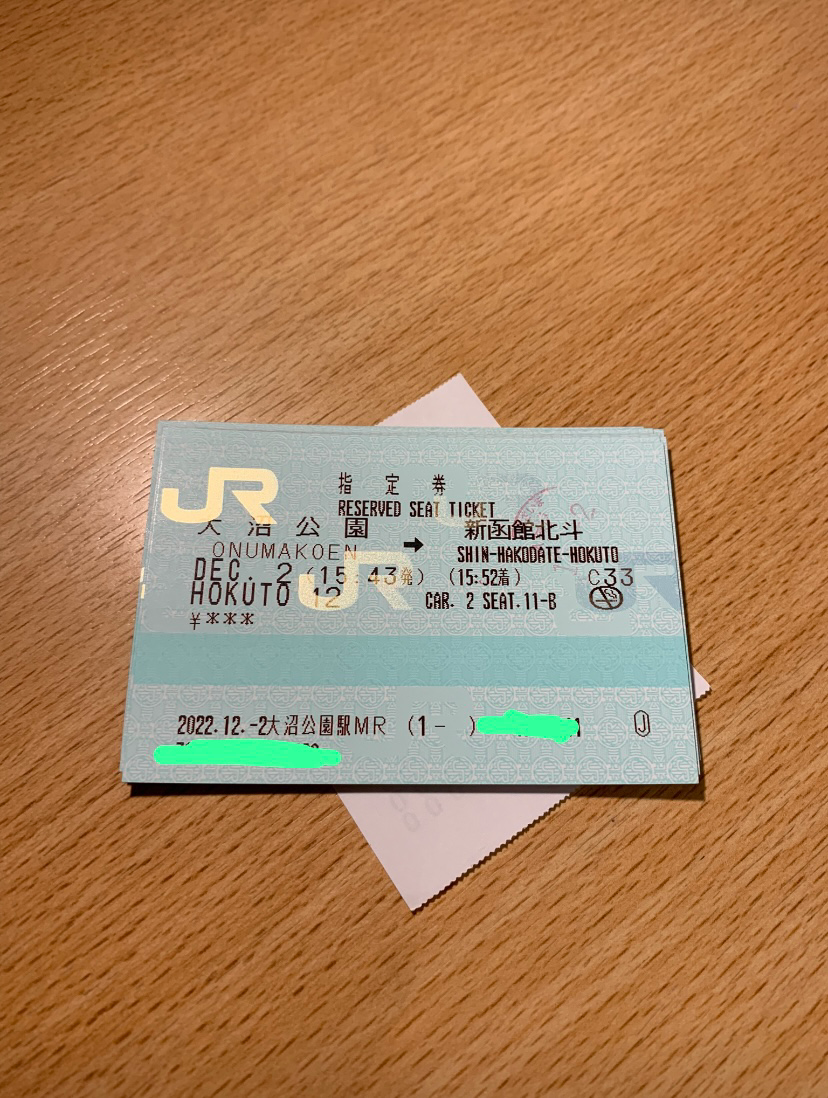 JR
指定券
RESERVED SEAT TICKET
大沼公園 ➡ 新函館北斗
ONUMAKOEN SHIN-HAKODATE-HOKUTO
DEC. 2 (15:43発) (15:52着) C33
HOKUTO 12 CAR. 2 SEAT.11-B
¥***
2022.12.-2大沼公園駅MR (1- )